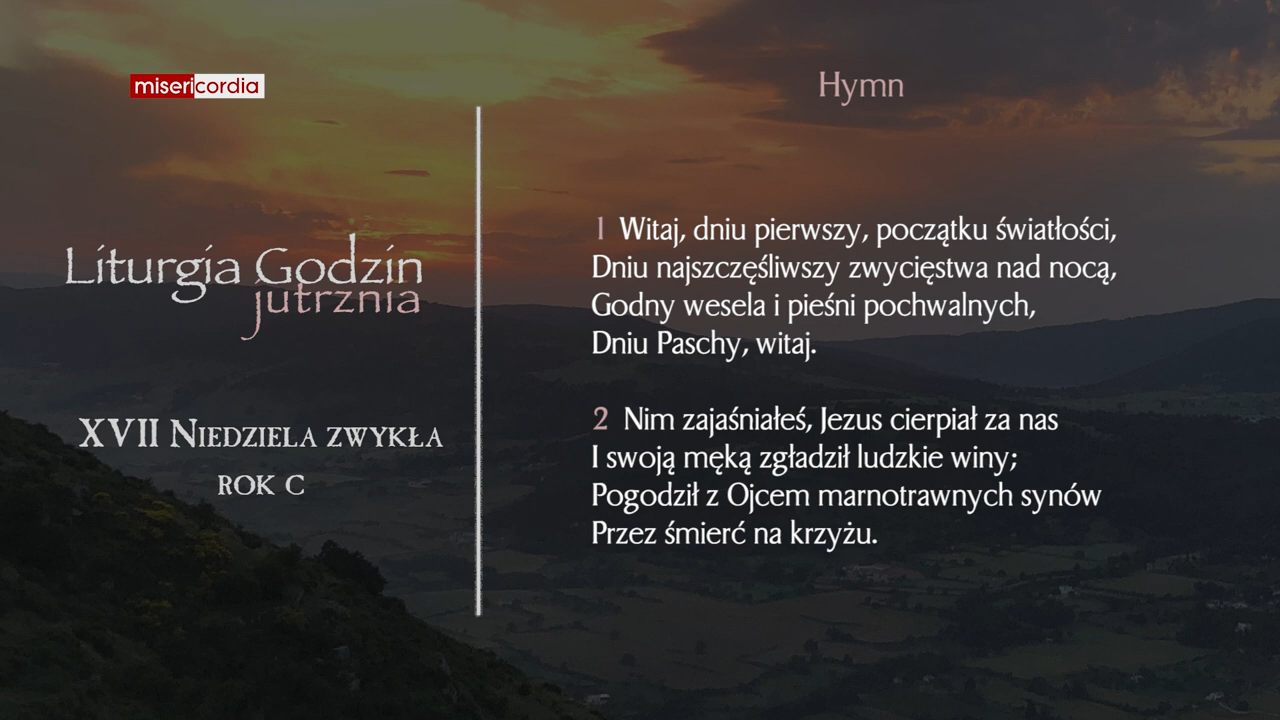 misericordia
Liturgia Godzin
jutrznia
XVII Niedziela zwykła
rok C
Hymn
1 Witaj, dniu pierwszy, początku światłości,
Dniu najszczęśliwszy zwycięstwa nad nocą,
Godny wesela i pieśni pochwalnych,
Dniu Paschy, witaj.
2 Nim zajaśniałeś, Jezus cierpiał za nas
I swoją męką zgładził ludzkie winy;
Pogodził z Ojcem marnotrawnych synów
Przez śmierć na krzyżu.